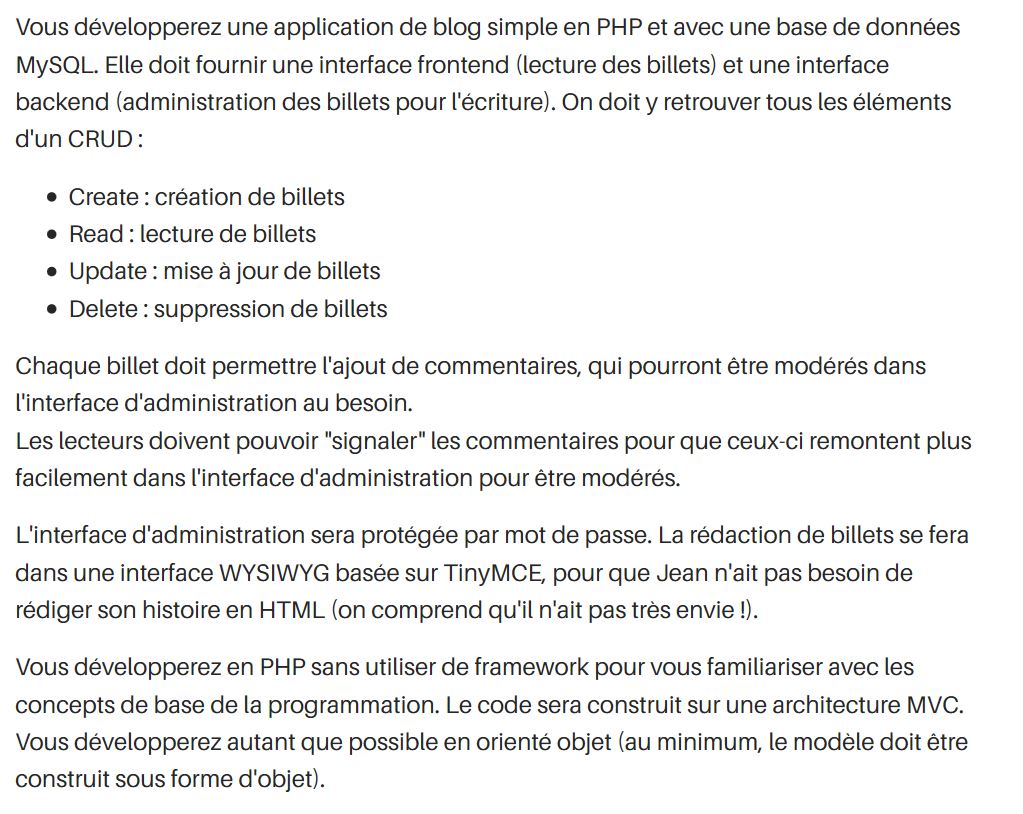 Vous développerez une application de blog simple en PHP et avec une base de données
MySQL. Elle doit fournir une interface frontend (lecture des billets) et une interface
backend (administration des billets pour l'écriture). On doit y retrouver tous les éléments
d'un CRUD :
• Create : création de billets
• Read : lecture de billets
• Update : mise à jour de billets
• Delete : suppression de billets
Chaque billet doit permettre l'ajout de commentaires, qui pourront être modérés dans
l'interface d'administration au besoin.
Les lecteurs doivent pouvoir "signaler" les commentaires pour que ceux-ci remontent plus
facilement dans l'interface d'administration pour être modérés.
L'interface d'administration sera protégée par mot de passe. La rédaction de billets se fera
dans une interface WYSIWYG basée sur TinyMCE, pour que Jean n'ait pas besoin de
rédiger son histoire en HTML (on comprend qu'il n'ait pas très envie !).
Vous développerez en PHP sans utiliser de framework pour vous familiariser avec les
concepts de base de la programmation. Le code sera construit sur une architecture MVC.
Vous développerez autant que possible en orienté objet (au minimum, le modèle doit être
construit sous forme d'objet).